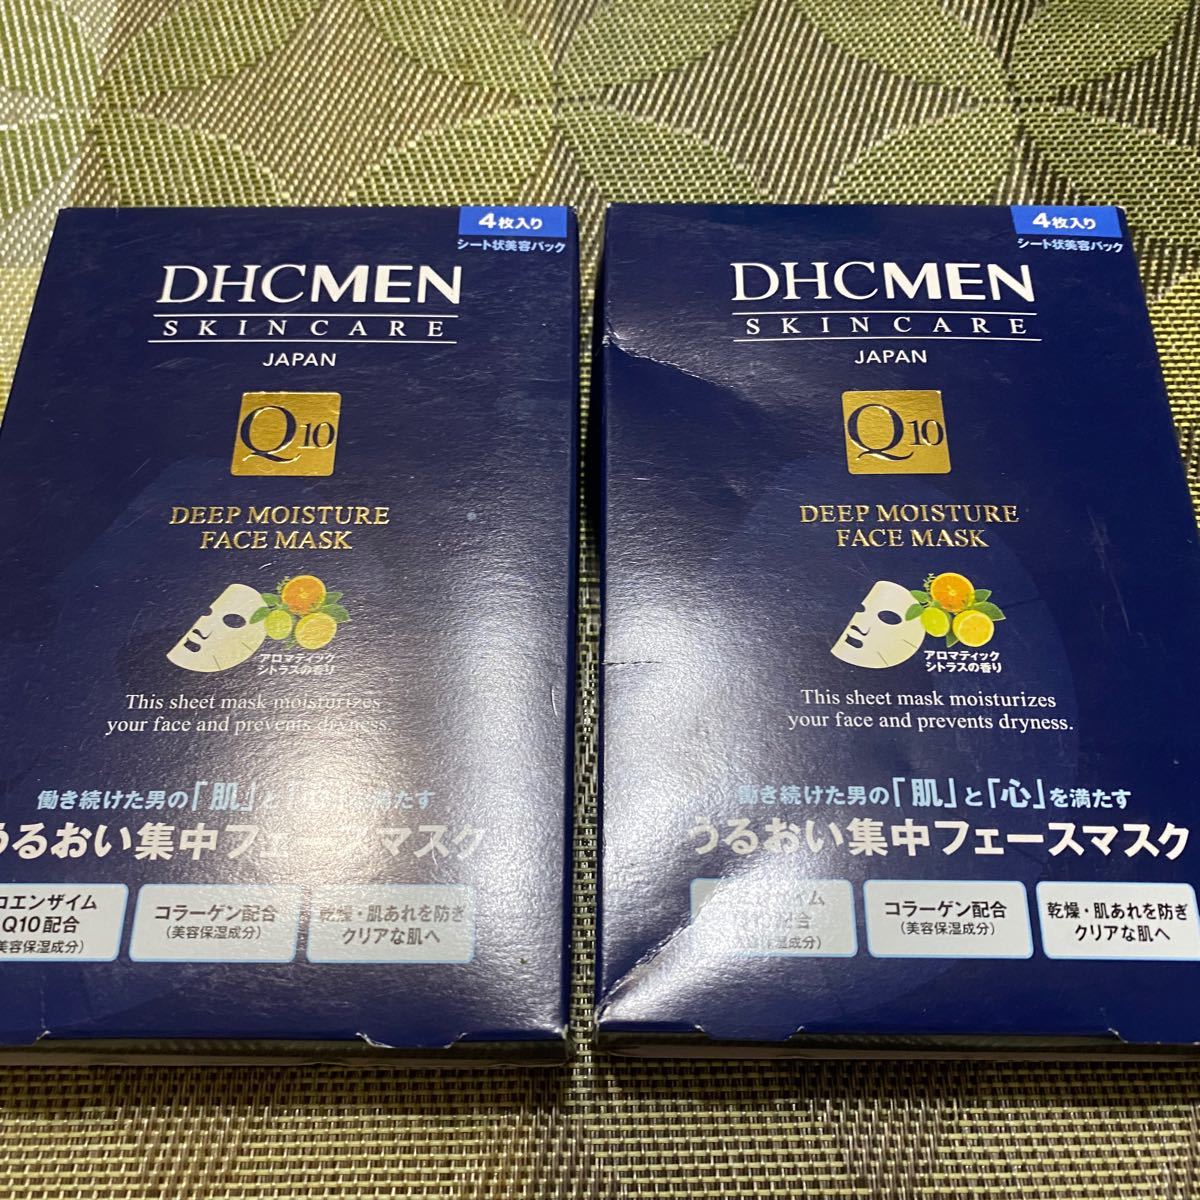 4枚入り
シート状美容パック
DHCMEN
SKINCARE
JAPAN
Q10
DEEP MOISTURE
FACE MASK
アロマティック
シトラスの香り
This sheet mask moisturizes
your face and prevents dryness.
働き続けた男の「肌」と「 満たす
うるおい集中フェースマスク
コエンザイム
Q10配合
(美容保湿成分)
コラーゲン配合
(美容保湿成分)
乾燥・肌あれを防ぎ
クリアな肌へ
4枚入り
シート状美容パック
DHCMEN
SKINCARE
JAPAN
Q10
DEEP MOISTURE
FACE MASK
アロマティック
シトラスの香り
This sheet mask moisturizes
your face and prevents dryness.
働き続けた男の「肌」と「心」を満たす
うるおい集中フェースマスク
イム
配合
美容保湿成分)
コラーゲン配合
(美容保湿成分)
乾燥・肌あれを防ぎ
クリアな肌へ